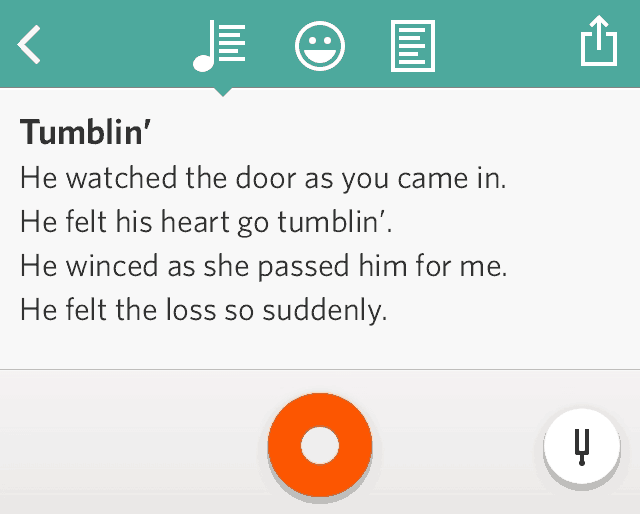 Tumblin’
He watched the door as you came in.
He felt his heart go tumblin’.
He winced as she passed him for me.
He felt the loss so suddenly.